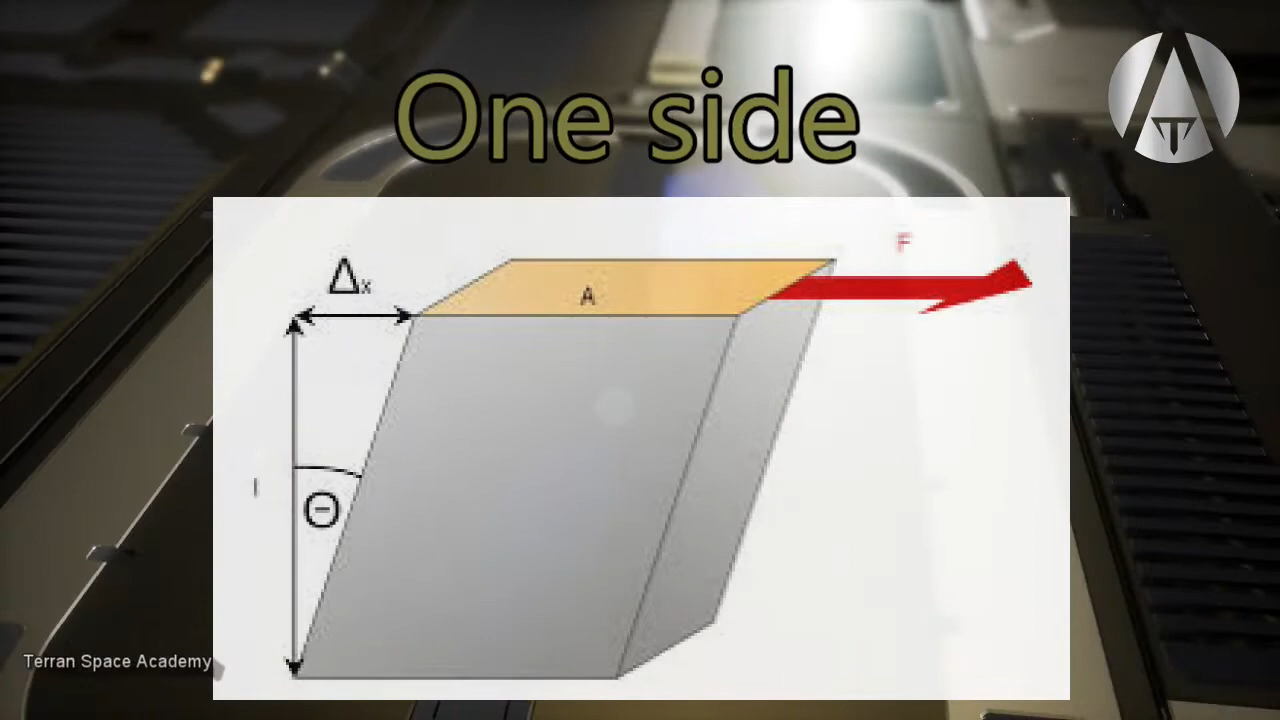 One side
F
Δx
A
l
Θ
Terran Space Academy